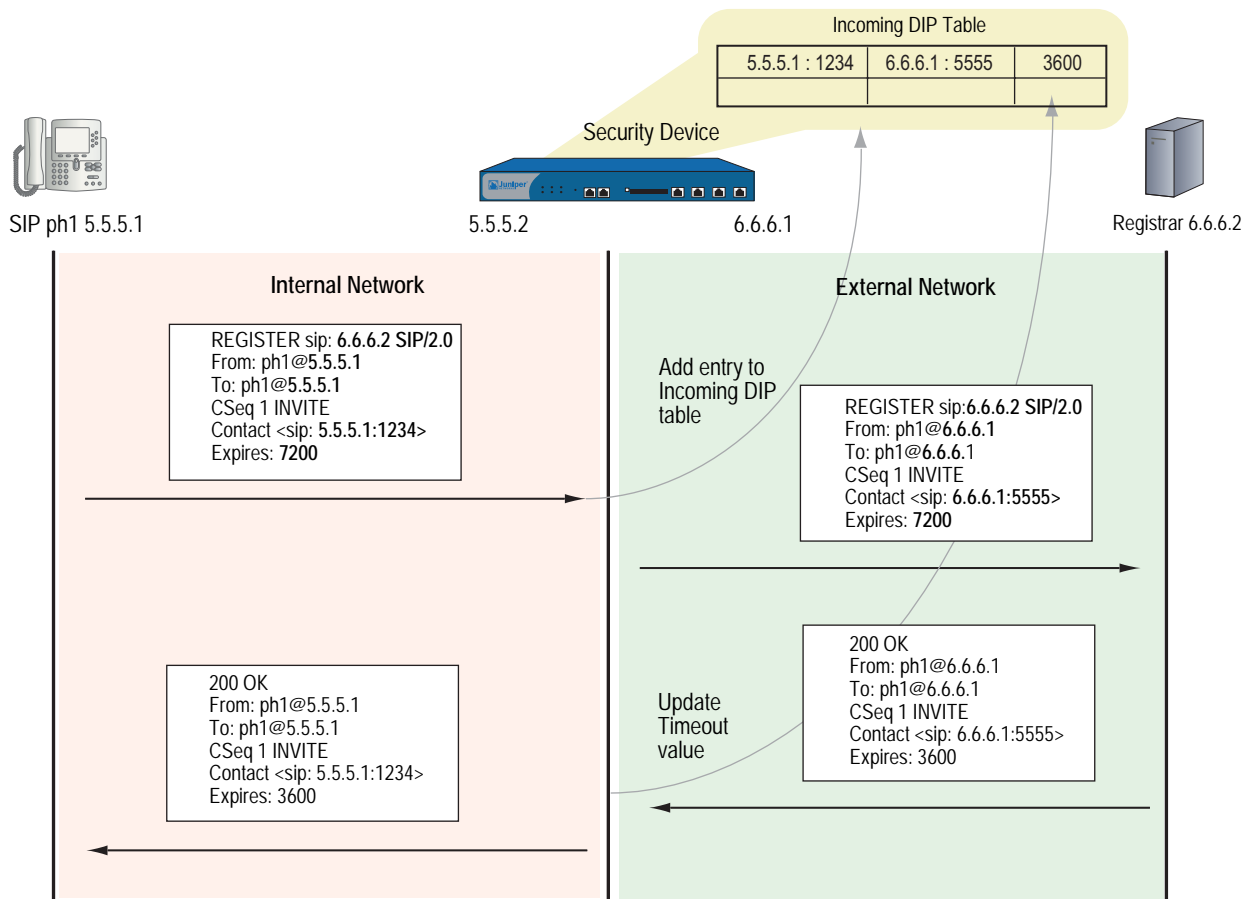 Incoming DIP Table
5.5.5.1 : 1234 6.6.6.1 : 5555 3600
Security Device
Juniper
SIP ph1 5.5.5.1
5.5.5.2
6.6.6.1
Registrar 6.6.6.2
Internal Network
External Network
REGISTER sip: 6.6.6.2 SIP/2.0
From: ph1@5.5.5.1
To: ph1@5.5.5.1
CSeq 1 INVITE
Contact <sip: 5.5.5.1:1234>
Expires: 7200
Add entry to
Incoming DIP
table
REGISTER sip:6.6.6.2 SIP/2.0
From: ph1@6.6.6.1
To: ph1@6.6.6.1
CSeq 1 INVITE
Contact <sip: 6.6.6.1:5555>
Expires: 7200
200 OK
From: ph1@5.5.5.1
To: ph1@5.5.5.1
CSeq 1 INVITE
Contact <sip: 5.5.5.1:1234>
Expires: 3600
Update
Timeout
value
200 OK
From: ph1@6.6.6.1
To: ph1@6.6.6.1
CSeq 1 INVITE
Contact <sip: 6.6.6.1:5555>
Expires: 3600